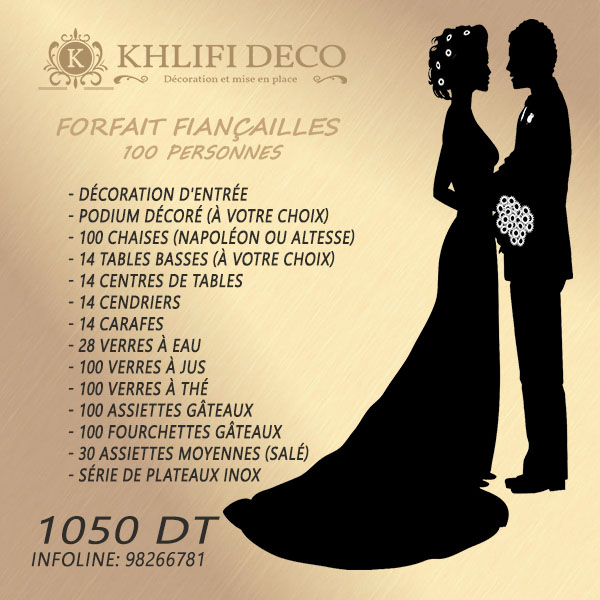 K
KHLIFI DECO
Décoration et mise en place
FORFAIT FIANÇAILLES
100 PERSONNES
- DÉCORATION D'ENTRÉE
- PODIUM DÉCORÉ (À VOTRE CHOIX)
- 100 CHAISES (NAPOLÉON OU ALTESSE)
- 14 TABLES BASSES (À VOTRE CHOIX)
- 14 CENTRES DE TABLES
- 14 CENDRIERS
- 14 CARAFES
- 28 VERRES À EAU
- 100 VERRES À JUS
- 100 VERRES À THÉ
- 100 ASSIETTES GÂTEAUX
- 100 FOURCHETTES GÂTEAUX
- 30 ASSIETTES MOYENNES (SALÉ)
- SÉRIE DE PLATEAUX INOX
1050 DT
INFOLINE: 98266781